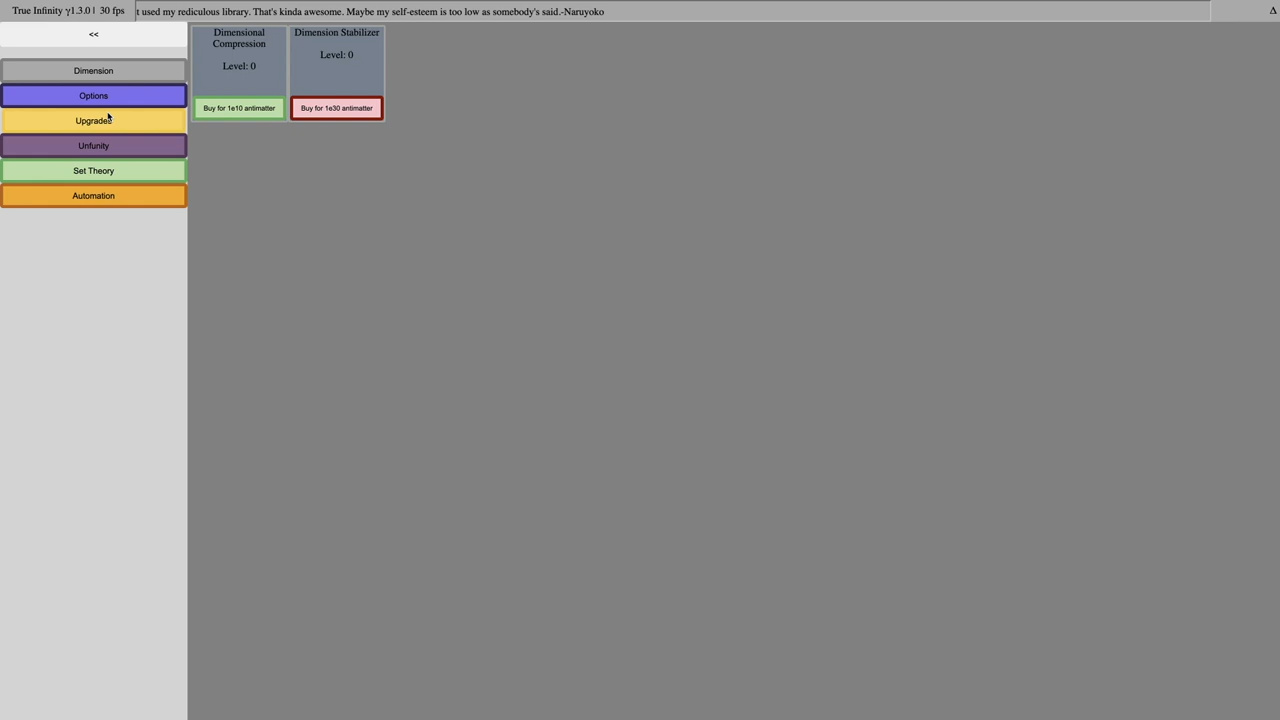 True Infinity γ1.3.0 | 30 fps
t used my rediculous library. That's kinda awesome. Maybe my self-esteem is too low as somebody's said.-Naruyoko
Δ
<<
Dimension
Options
Upgrades
Unfunity
Set Theory
Automation
Dimensional
Compression
Level: 0
Buy for 1e10 antimatter
Dimension Stabilizer
Level: 0
Buy for 1e30 antimatter